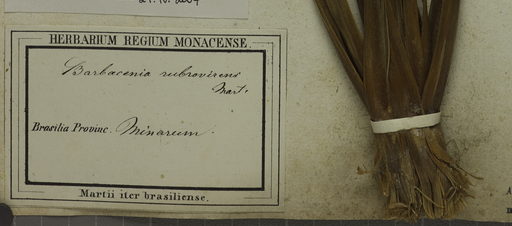 HERBARIUM REGIUM MONACENSE.
Barbacenia rubrovirens
Mart.
Brasilia Provinc. Minarum.
Martii iter brasiliense.